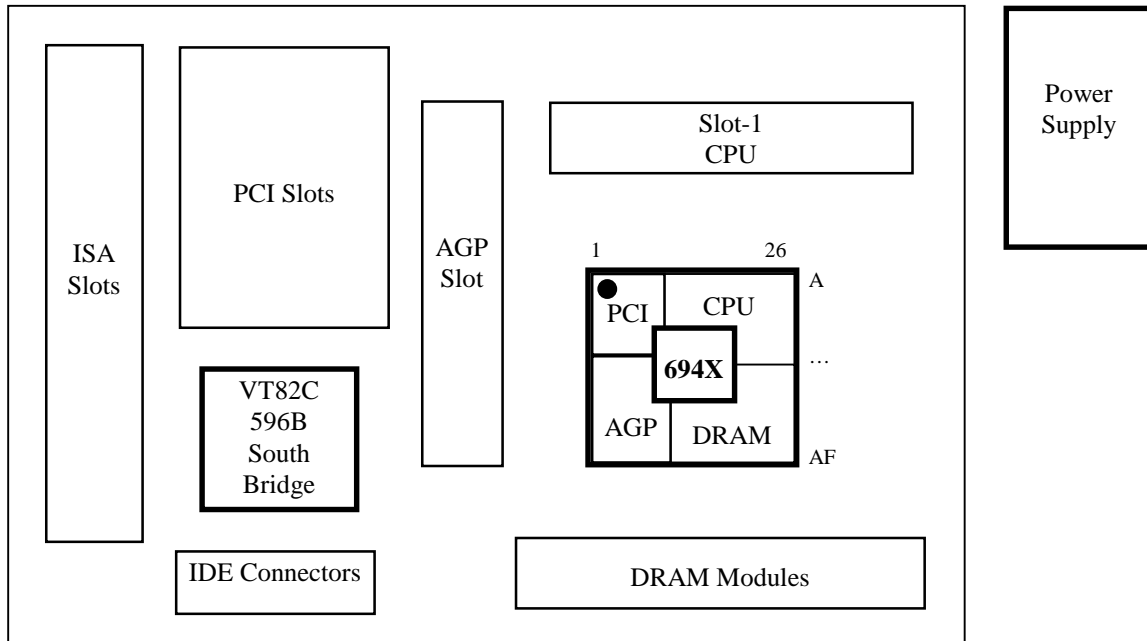 ISA
Slots
PCI Slots
AGP
Slot
Slot-1
CPU
Power
Supply
1
26
A
PCI
CPU
694X
...
AGP
DRAM
AF
VT82C
596B
South
Bridge
IDE Connectors
DRAM Modules